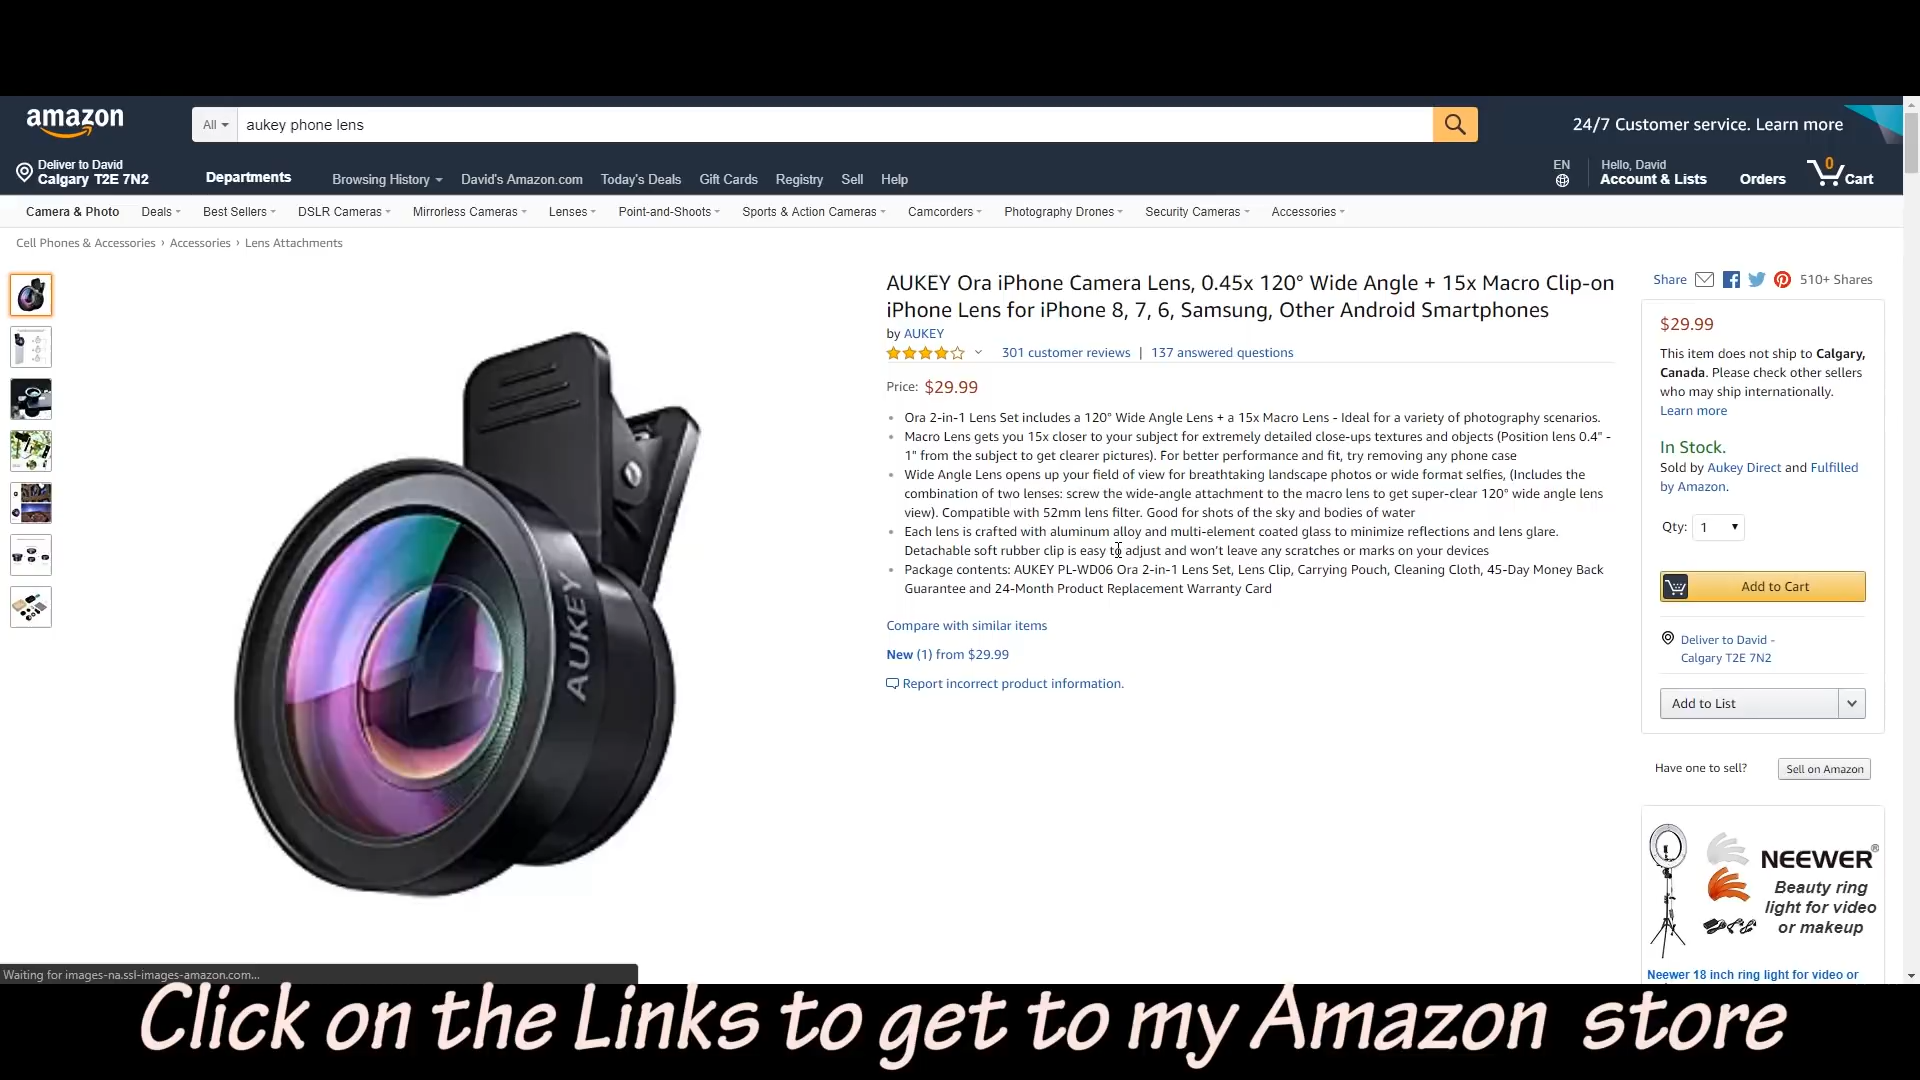 amazon
All
aukey phone lens
24/7 Customer service. Learn more
Deliver to David
Calgary T2E 7N2
Departments
Browsing History
David's Amazon.com
Today's Deals
Gift Cards
Registry
Sell
Help
EN
Hello, David
Account & Lists
Orders
0
Cart
Camera & Photo
Deals
Best Sellers
DSLR Cameras
Mirrorless Cameras
Lenses
Point-and-Shoots
Sports & Action Cameras
Camcorders
Photography Drones
Security Cameras
Accessories
Cell Phones & Accessories › Accessories › Lens Attachments
AUKEY Ora iPhone Camera Lens, 0.45x 120° Wide Angle + 15x Macro Clip-on
iPhone Lens for iPhone 8, 7, 6, Samsung, Other Android Smartphones
by AUKEY
301 customer reviews | 137 answered questions
Price: $29.99
• Ora 2-in-1 Lens Set includes a 120° Wide Angle Lens + a 15x Macro Lens - Ideal for a variety of photography scenarios.
• Macro Lens gets you 15x closer to your subject for extremely detailed close-ups textures and objects (Position lens 0.4" -
1" from the subject to get clearer pictures). For better performance and fit, try removing any phone case
• Wide Angle Lens opens up your field of view for breathtaking landscape photos or wide format selfies, (Includes the
combination of two lenses: screw the wide-angle attachment to the macro lens to get super-clear 120° wide angle lens
view). Compatible with 52mm lens filter. Good for shots of the sky and bodies of water
• Each lens is crafted with aluminum alloy and multi-element coated glass to minimize reflections and lens glare.
Detachable soft rubber clip is easy to adjust and won't leave any scratches or marks on your devices
• Package contents: AUKEY PL-WD06 Ora 2-in-1 Lens Set, Lens Clip, Carrying Pouch, Cleaning Cloth, 45-Day Money Back
Guarantee and 24-Month Product Replacement Warranty Card
Compare with similar items
New (1) from $29.99
Report incorrect product information.
AUKEY
Share
510+ Shares
$29.99
This item does not ship to Calgary,
Canada. Please check other sellers
who may ship internationally.
Learn more
In Stock.
Sold by Aukey Direct and Fulfilled
by Amazon.
Qty: 1
Add to Cart
Deliver to David -
Calgary T2E 7N2
Add to List
Have one to sell?
Sell on Amazon
NEEWER®
Beauty ring
light for video
or makeup
Neewer 18 inch ring light for video or
Waiting for images-na.ssl-images-amazon.com...
Click on the Links to get to my Amazon store